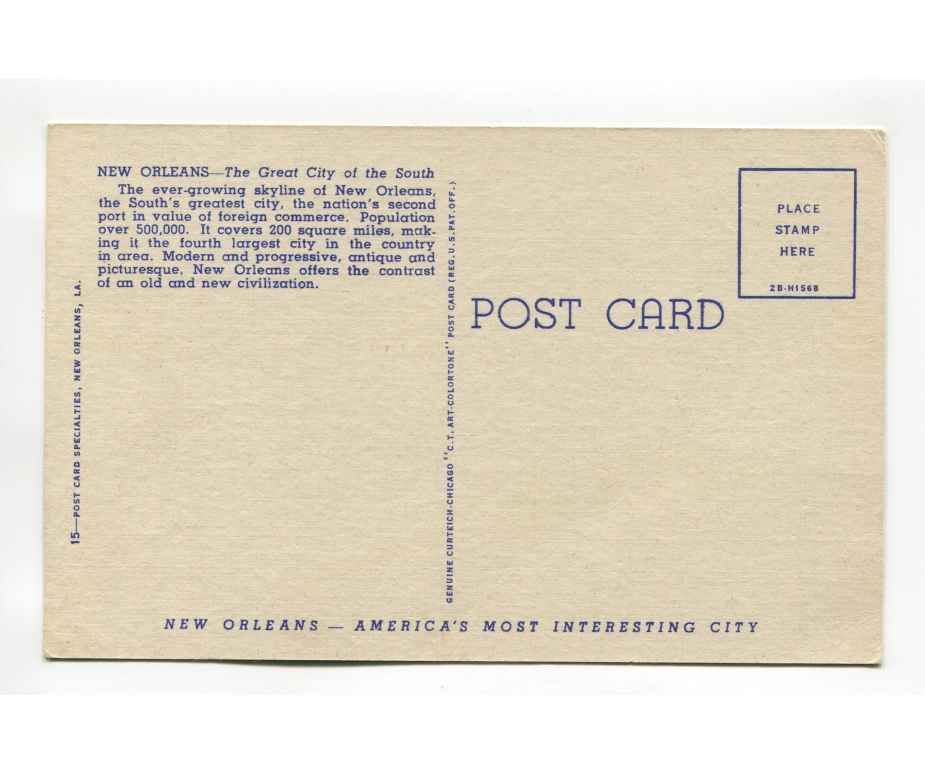 NEW ORLEANS—The Great City of the South
The ever-growing skyline of New Orleans,
the South's greatest city, the nation's second
port in value of foreign commerce. Population
over 500,000. It covers 200 square miles, mak-
ing it the fourth largest city in the country
in area. Modern and progressive, antique and
picturesque, New Orleans offers the contrast
of an old and new civilization.
15—POST CARD SPECIALTIES, NEW ORLEANS, LA.
GENUINE CURTEICH-CHICAGO "C.T. ART-COLORTONE" POST CARD (REG. U.S. PAT. OFF.)
POST CARD
PLACE
STAMP
HERE
2B-H1568
NEW ORLEANS — AMERICA'S MOST INTERESTING CITY